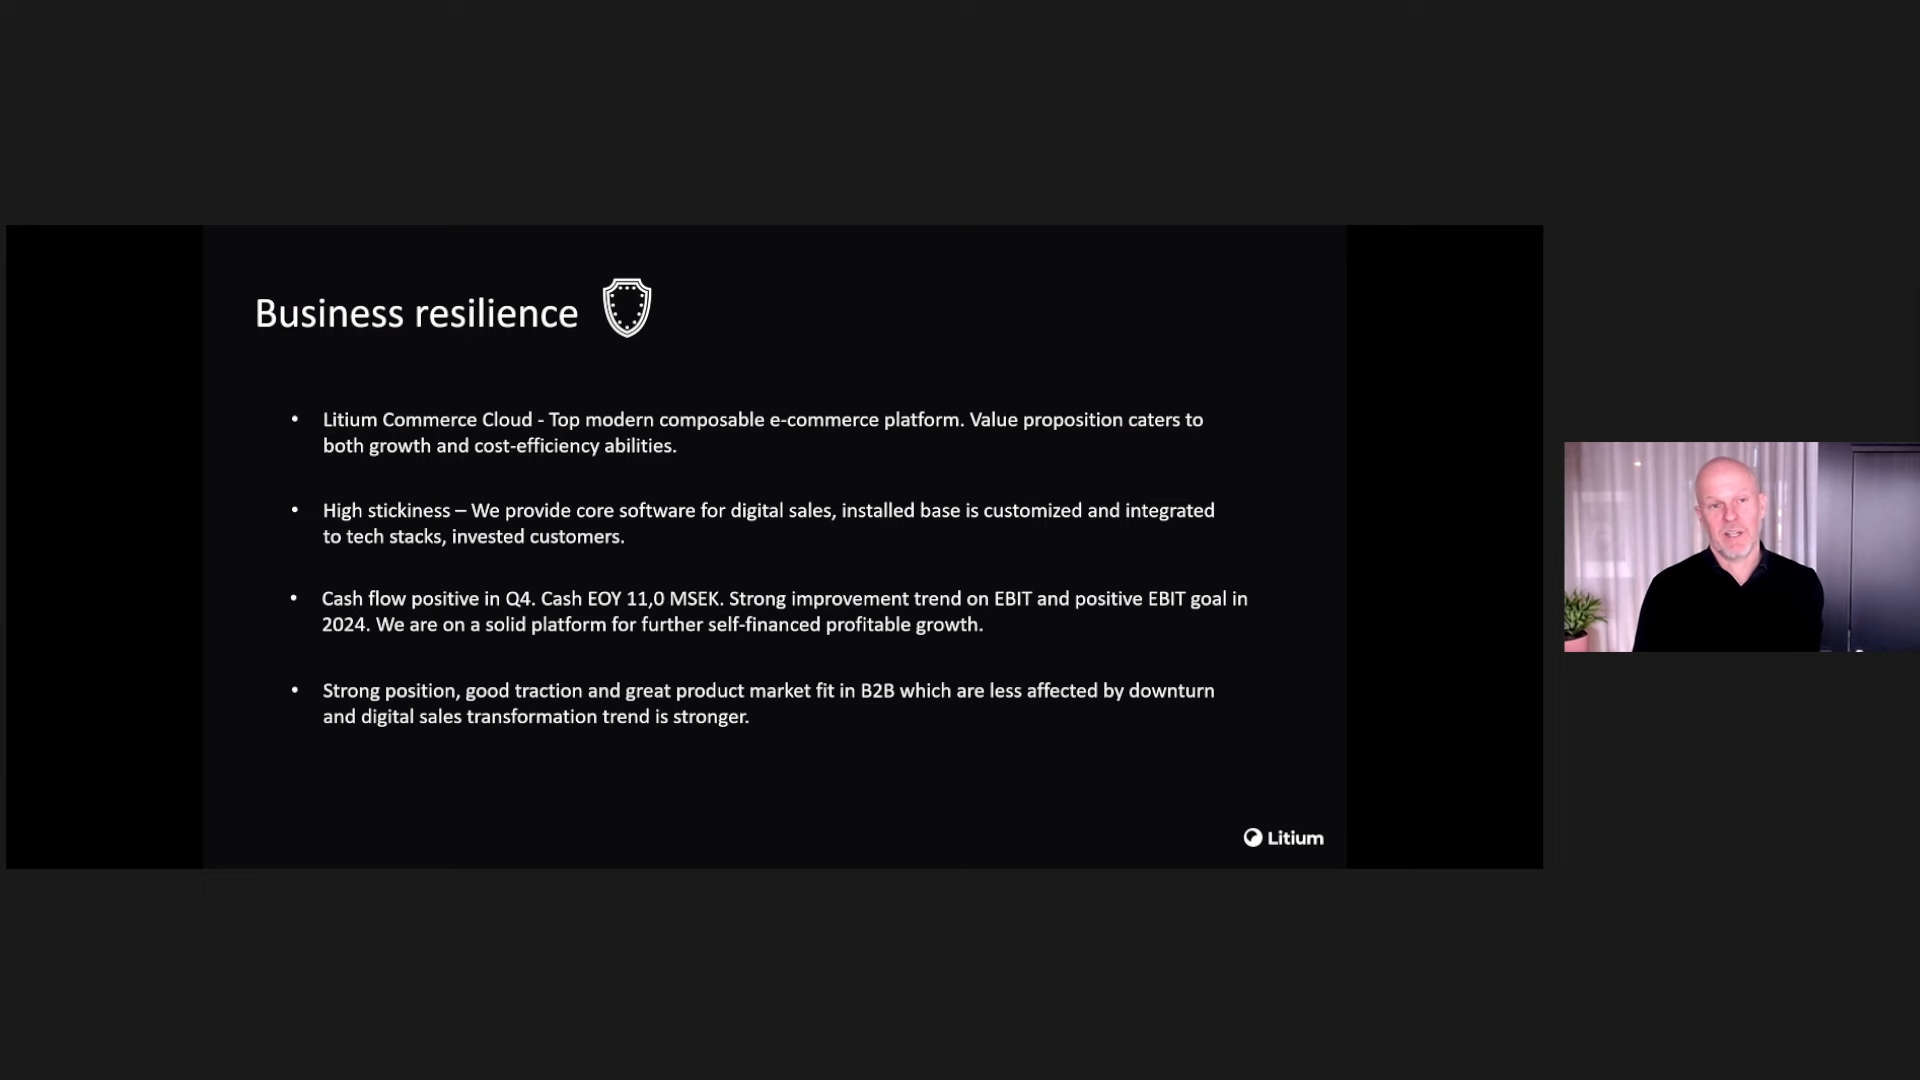 Business resilience
• Litium Commerce Cloud - Top modern composable e-commerce platform. Value proposition caters to
both growth and cost-efficiency abilities.
• High stickiness – We provide core software for digital sales, installed base is customized and integrated
to tech stacks, invested customers.
• Cash flow positive in Q4. Cash EOY 11,0 MSEK. Strong improvement trend on EBIT and positive EBIT goal in
2024. We are on a solid platform for further self-financed profitable growth.
• Strong position, good traction and great product market fit in B2B which are less affected by downturn
and digital sales transformation trend is stronger.
Litium